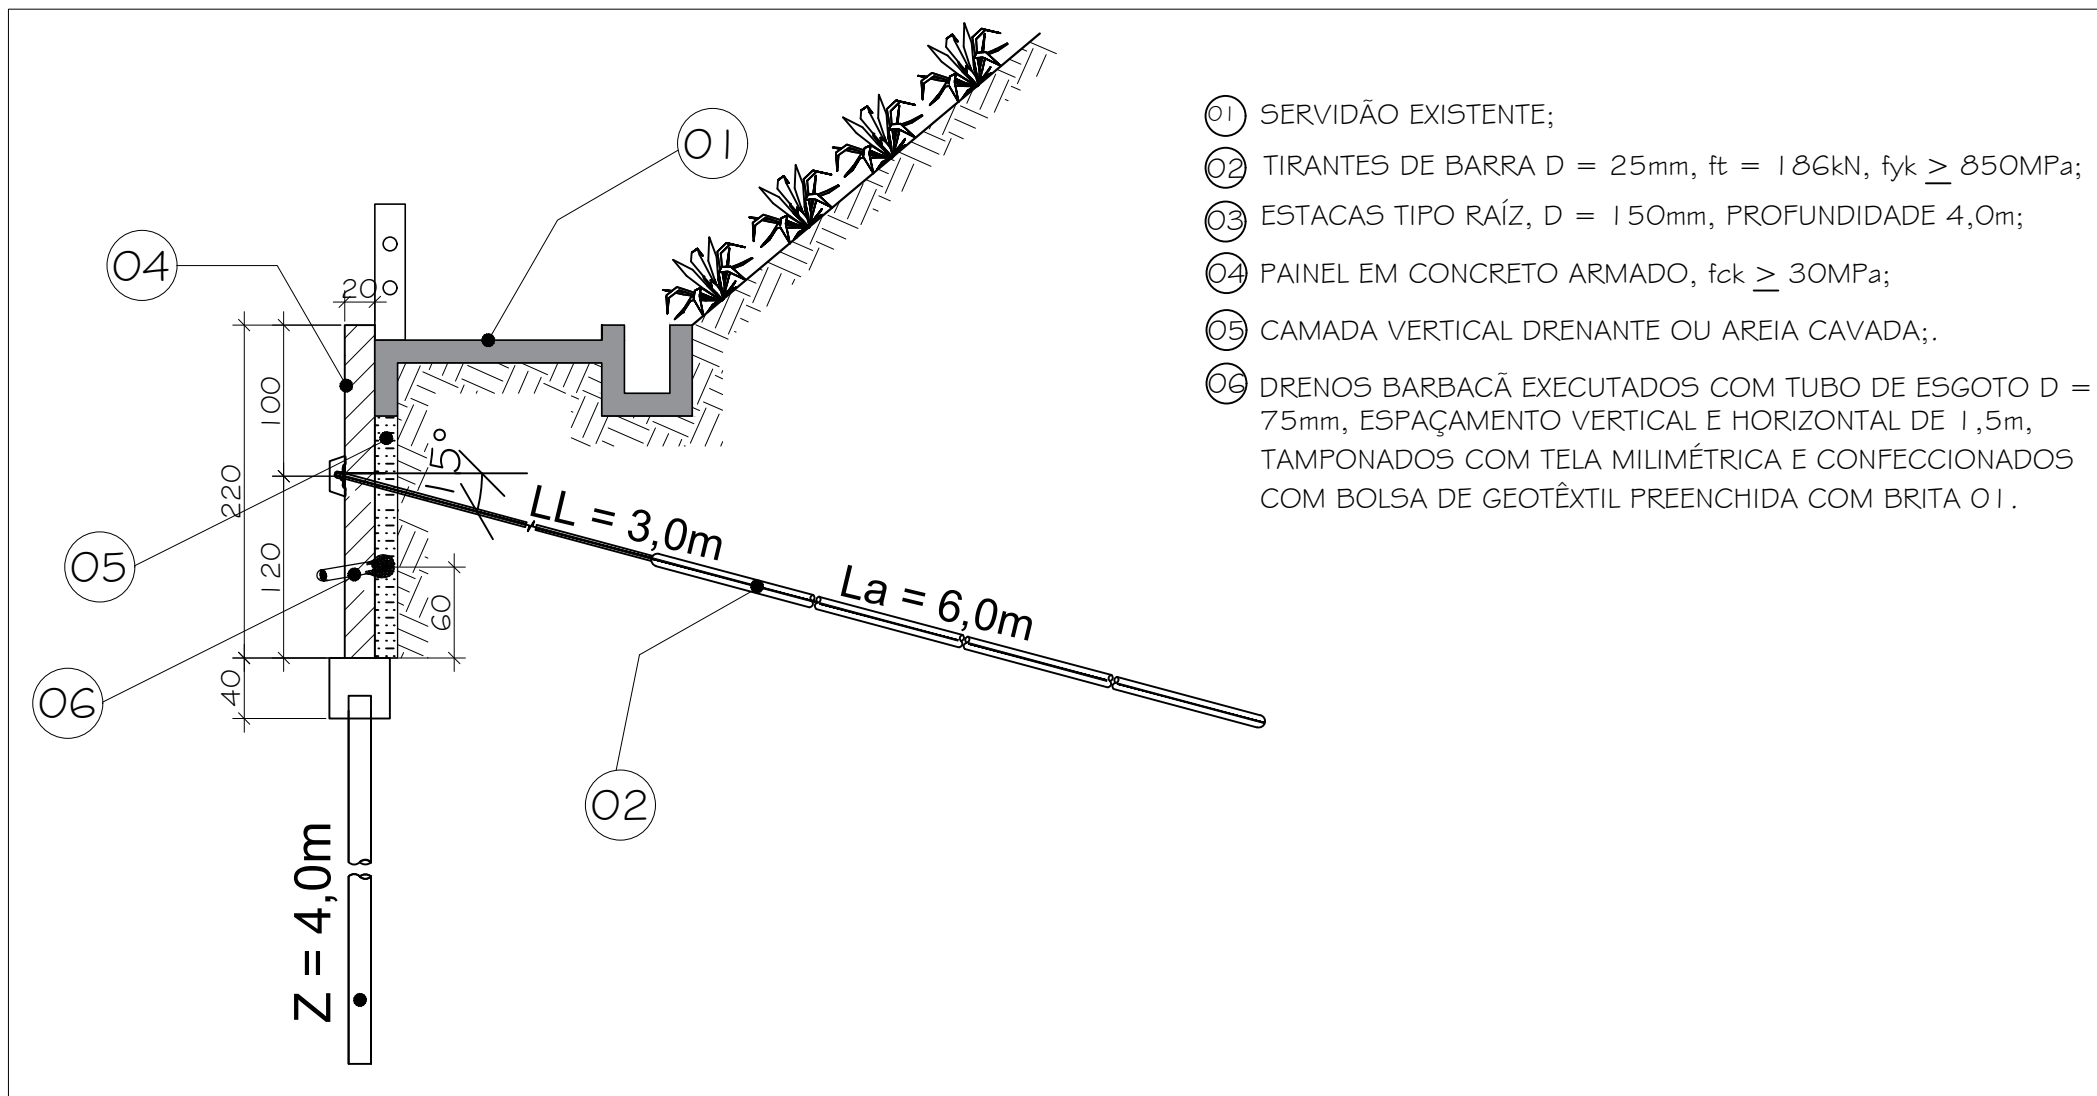 01
04
20
100
220
120
40
15°
LL = 3,0m
La = 6,0m
60
05
06
02
Z = 4,0m
01 SERVIDÃO EXISTENTE;
02 TIRANTES DE BARRA D = 25mm, ft = 186kN, fyk ≥ 850MPa;
03 ESTACAS TIPO RAÍZ, D = 150mm, PROFUNDIDADE 4,0m;
04 PAINEL EM CONCRETO ARMADO, fck ≥ 30MPa;
05 CAMADA VERTICAL DRENANTE OU AREIA CAVADA;.
06 DRENOS BARBACÃ EXECUTADOS COM TUBO DE ESGOTO D =
75mm, ESPAÇAMENTO VERTICAL E HORIZONTAL DE 1,5m,
TAMPONADOS COM TELA MILIMÉTRICA E CONFECCIONADOS
COM BOLSA DE GEOTÊXTIL PREENCHIDA COM BRITA 01.